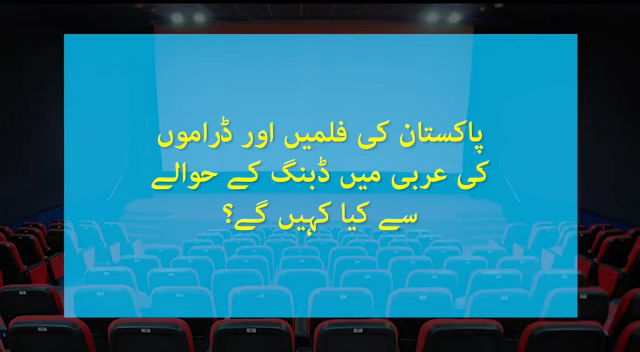 پاکستان کی فلمیں اور ڈراموں
کی عربی میں ڈبنگ کے حوالے
سے کیا کہیں گے؟